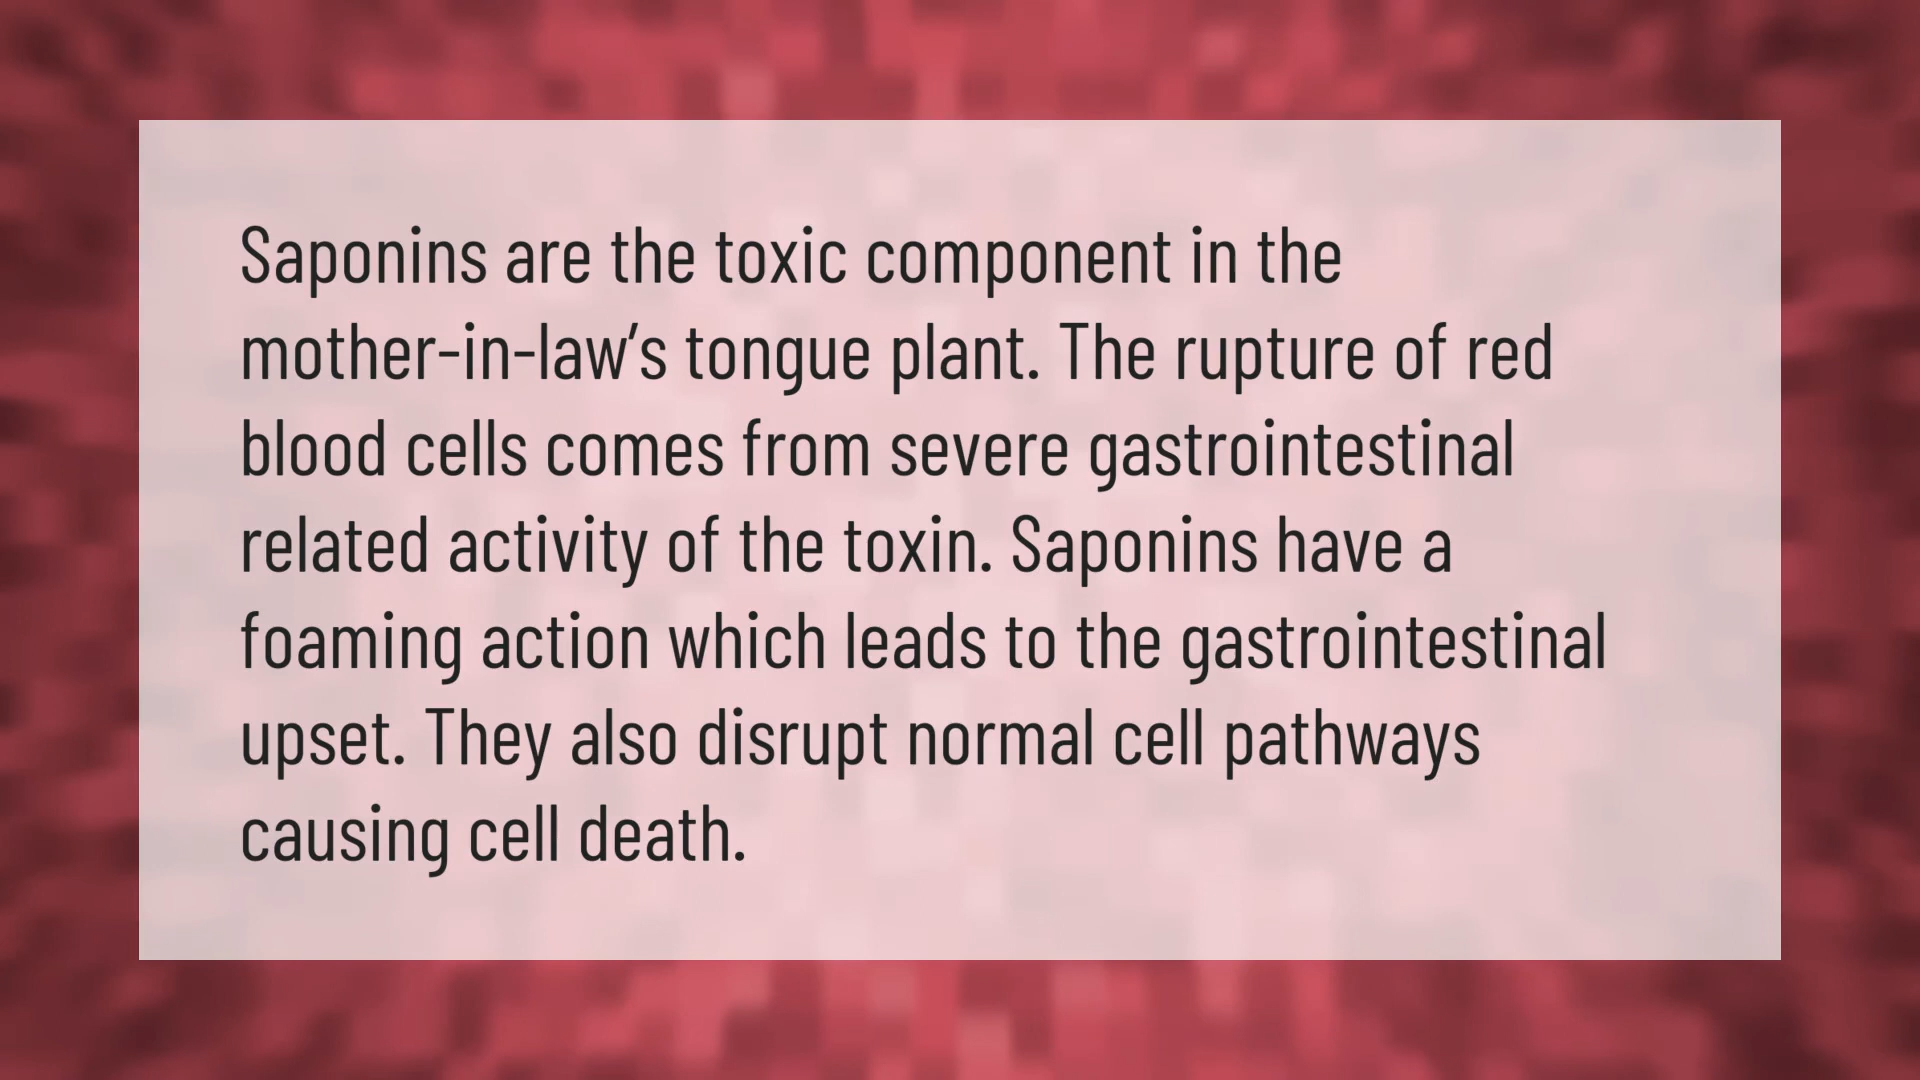 Saponins are the toxic component in the
mother-in-law’s tongue plant. The rupture of red
blood cells comes from severe gastrointestinal
related activity of the toxin. Saponins have a
foaming action which leads to the gastrointestinal
upset. They also disrupt normal cell pathways
causing cell death.